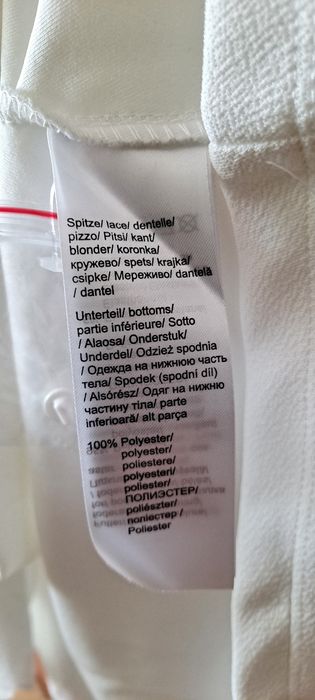 Spitze/ lace/ dentelle/
pizzo/ Pitsi/ kant/
blonder/ koronka/
кружево/ spets/ krajka/
csipke/ Мереживо/ dantelă
/ dantel
Unterteil/ bottoms/
partie inférieure/ Sotto
/ Alaosa/ Onderstuk/
Underdel/ Odzież spodnia
/ Одежда на нижнюю часть
тела/ Spodek (spodní díl)
/ Alsórész/ Одяг на нижню
частину тіла/ parte
inferioară/ alt parça
100% Polyester/
polyester/
poliestere/
polyesteri/
poliester/
ПОЛИЭСТЕР/
poliészter/
поліестер /
Poliester